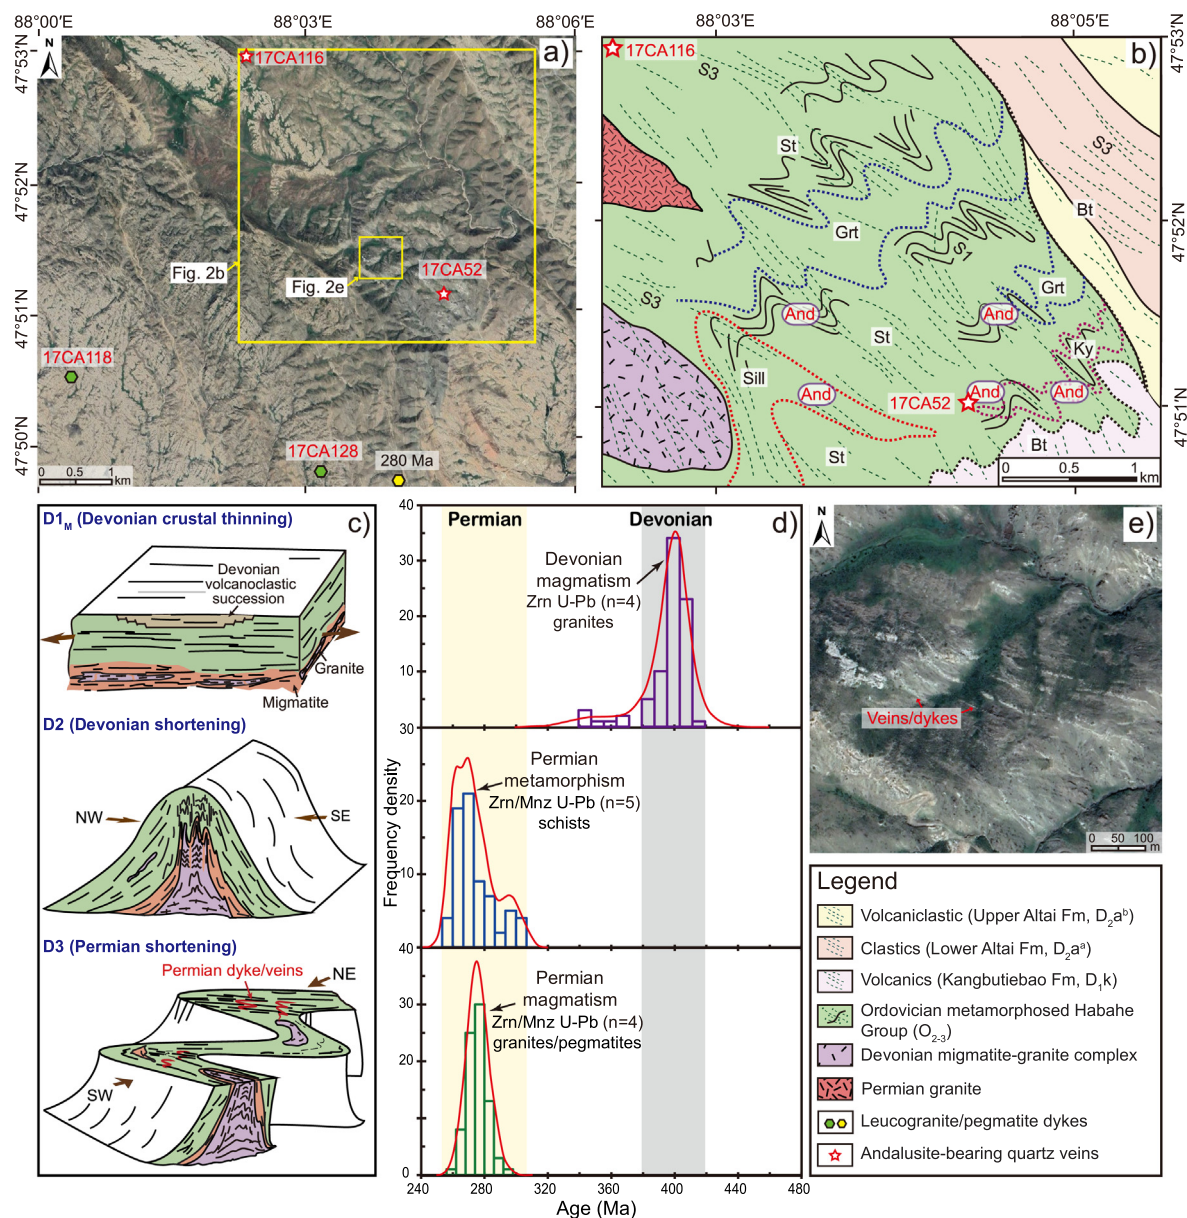 88°00′E
88°03′E
88°06′E
47°53′N
47°52′N
47°51′N
47°50′N
N
a)
17CA116
Fig. 2b
Fig. 2e
17CA52
17CA118
17CA128
280 Ma
0 0.5 1
km
88°03′E
88°05′E
47°53′N
47°52′N
47°51′N
b)
17CA116
S3
S3
St
Bt
Grt
S1
S3
And
And
Grt
St
Ky
Sill
And
17CA52
And
And
St
Bt
0 0.5 1
km
c)
D1M (Devonian crustal thinning)
Devonian
volcanoclastic
succession
Granite
Migmatite
D2 (Devonian shortening)
NW
SE
D3 (Permian shortening)
Permian dyke/veins
NE
SW
d)
Permian
Devonian
40
30
20
10
30
20
10
40
30
20
10
0
Devonian
magmatism
Zrn U-Pb (n=4)
granites
Permian
metamorphism
Zrn/Mnz U-Pb (n=5)
schists
Permian
magmatism
Zrn/Mnz U-Pb (n=4)
granites/pegmatites
Frequency density
240 280 320 360 400 440 480
Age (Ma)
N
e)
Veins/dykes
0 50 100
m
Legend
Volcaniclastic (Upper Altai Fm, D2aᵇ)
Clastics (Lower Altai Fm, D2aᵃ)
Volcanics (Kangbutiebao Fm, D1k)
Ordovician metamorphosed Habahe
Group (O2-3)
Devonian migmatite-granite complex
Permian granite
Leucogranite/pegmatite dykes
Andalusite-bearing quartz veins